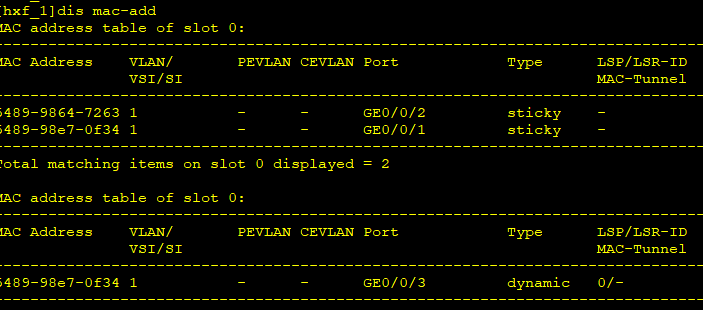 [hxf_1]dis mac-add
MAC address table of slot 0:
-------------------------------------------------------------------------------
MAC Address    VLAN/       PEVLAN CEVLAN Port            Type      LSP/LSR-ID
               VSI/SI                                              MAC-Tunnel
-------------------------------------------------------------------------------
5489-9864-7263 1           -      -      GE0/0/2         sticky    -
5489-98e7-0f34 1           -      -      GE0/0/1         sticky    -
-------------------------------------------------------------------------------
Total matching items on slot 0 displayed = 2
MAC address table of slot 0:
-------------------------------------------------------------------------------
MAC Address    VLAN/       PEVLAN CEVLAN Port            Type      LSP/LSR-ID
               VSI/SI                                              MAC-Tunnel
-------------------------------------------------------------------------------
5489-98e7-0f34 1           -      -      GE0/0/3         dynamic   0/-
-------------------------------------------------------------------------------